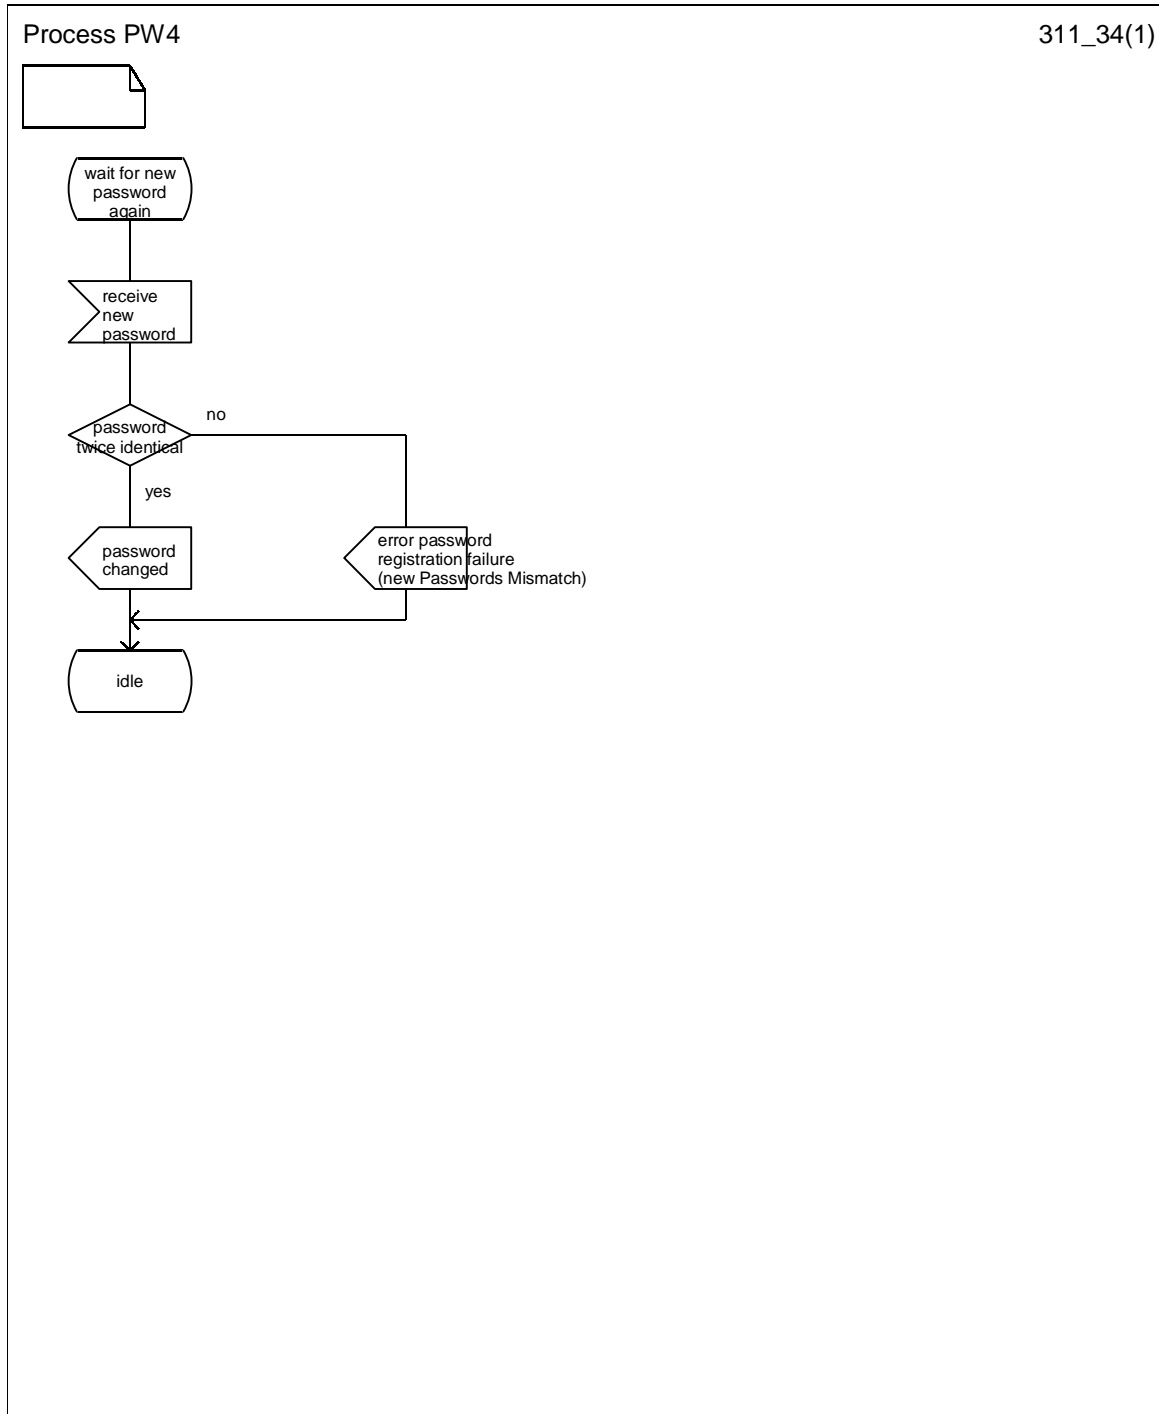 Process PW4
311_34(1)
wait for new
password
again
receive
new
password
password
twice identical
no
yes
password
changed
error password
registration failure
(new Passwords Mismatch)
idle